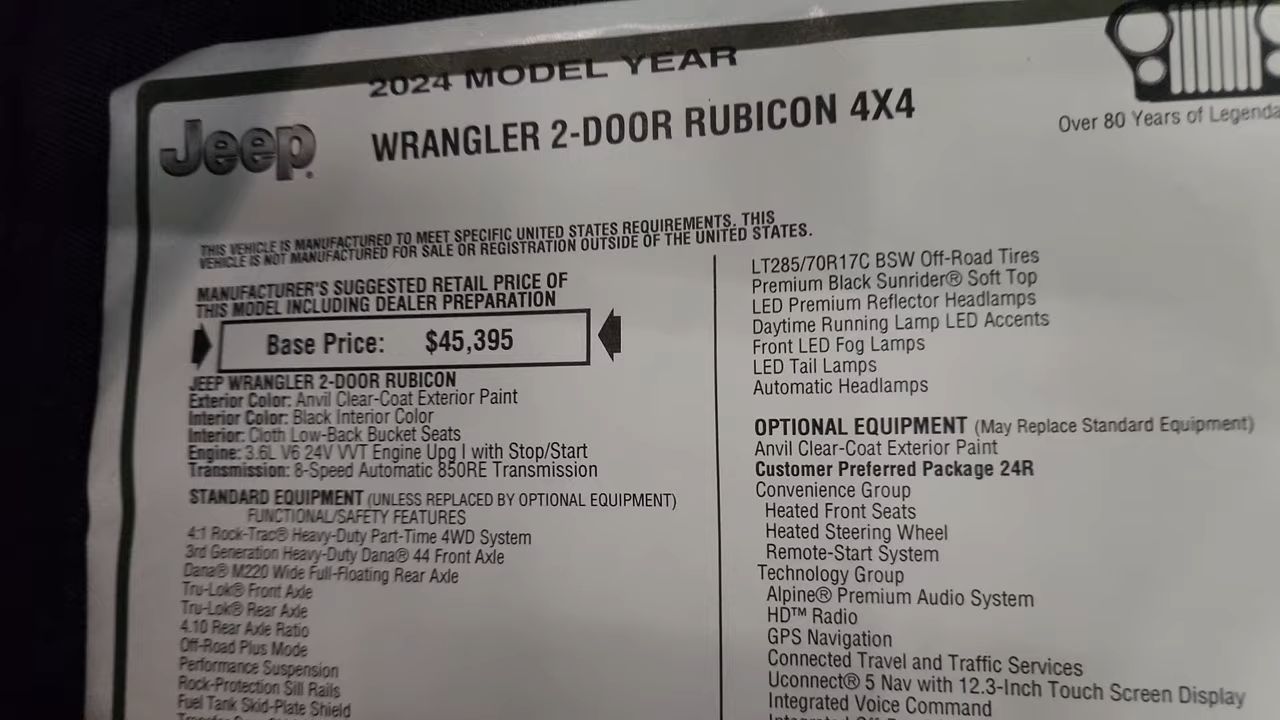 2024 MODEL YEAR
Jeep®
WRANGLER 2-DOOR RUBICON 4X4
Over 80 Years of
THIS VEHICLE IS MANUFACTURED TO MEET SPECIFIC UNITED STATES REQUIREMENTS. THIS
VEHICLE IS NOT MANUFACTURED FOR SALE OR REGISTRATION OUTSIDE OF THE UNITED STATES.
MANUFACTURER'S SUGGESTED RETAIL PRICE OF
THIS MODEL INCLUDING DEALER PREPARATION
Base Price: $45,395
JEEP WRANGLER 2-DOOR RUBICON
Exterior Color: Anvil Clear-Coat Exterior Paint
Interior Color: Black Interior Color
Interior: Cloth Low-Back Bucket Seats
Engine: 3.6L V6 24V VVT Engine Upg I with Stop/Start
Transmission: 8-Speed Automatic 850RE Transmission
STANDARD EQUIPMENT (UNLESS REPLACED BY OPTIONAL EQUIPMENT)
FUNCTIONAL/SAFETY FEATURES
4:1 Rock-Trac® Heavy-Duty Part-Time 4WD System
3rd Generation Heavy-Duty Dana® 44 Front Axle
Dana® M220 Wide Full-Floating Rear Axle
Tru-Lok® Front Axle
Tru-Lok® Rear Axle
4.10 Rear Axle Ratio
Off-Road Plus Mode
Performance Suspension
Rock-Protection Sill Rails
Fuel Tank Skid-Plate Shield
LT285/70R17C BSW Off-Road Tires
Premium Black Sunrider® Soft Top
LED Premium Reflector Headlamps
Daytime Running Lamp LED Accents
Front LED Fog Lamps
LED Tail Lamps
Automatic Headlamps
OPTIONAL EQUIPMENT (May Replace Standard Equipment)
Anvil Clear-Coat Exterior Paint
Customer Preferred Package 24R
Convenience Group
Heated Front Seats
Heated Steering Wheel
Remote-Start System
Technology Group
Alpine® Premium Audio System
HD™ Radio
GPS Navigation
Connected Travel and Traffic Services
Uconnect® 5 Nav with 12.3-Inch Touch Screen Display
Integrated Voice Command